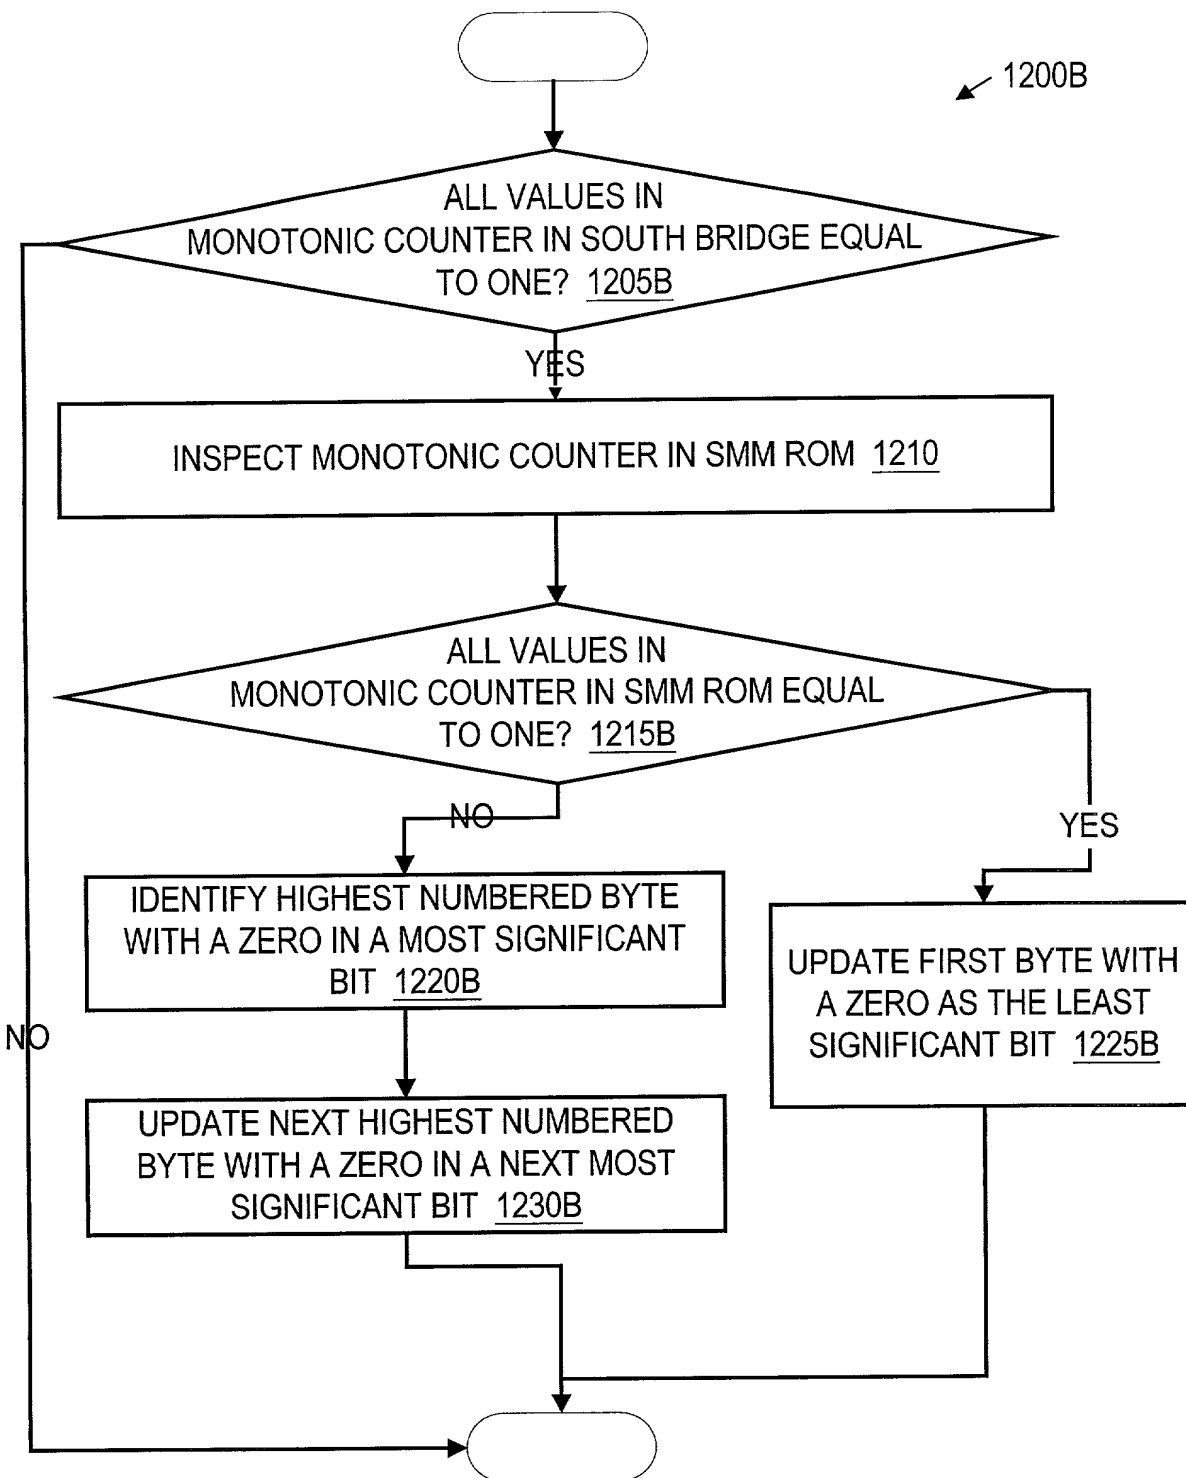 1200B
ALL VALUES IN
MONOTONIC COUNTER IN SOUTH BRIDGE EQUAL
TO ONE? 1205B
YES
INSPECT MONOTONIC COUNTER IN SMM ROM 1210
ALL VALUES IN
MONOTONIC COUNTER IN SMM ROM EQUAL
TO ONE? 1215B
NO
YES
IDENTIFY HIGHEST NUMBERED BYTE
WITH A ZERO IN A MOST SIGNIFICANT
BIT 1220B
UPDATE FIRST BYTE WITH
A ZERO AS THE LEAST
SIGNIFICANT BIT 1225B
NO
UPDATE NEXT HIGHEST NUMBERED
BYTE WITH A ZERO IN A NEXT MOST
SIGNIFICANT BIT 1230B